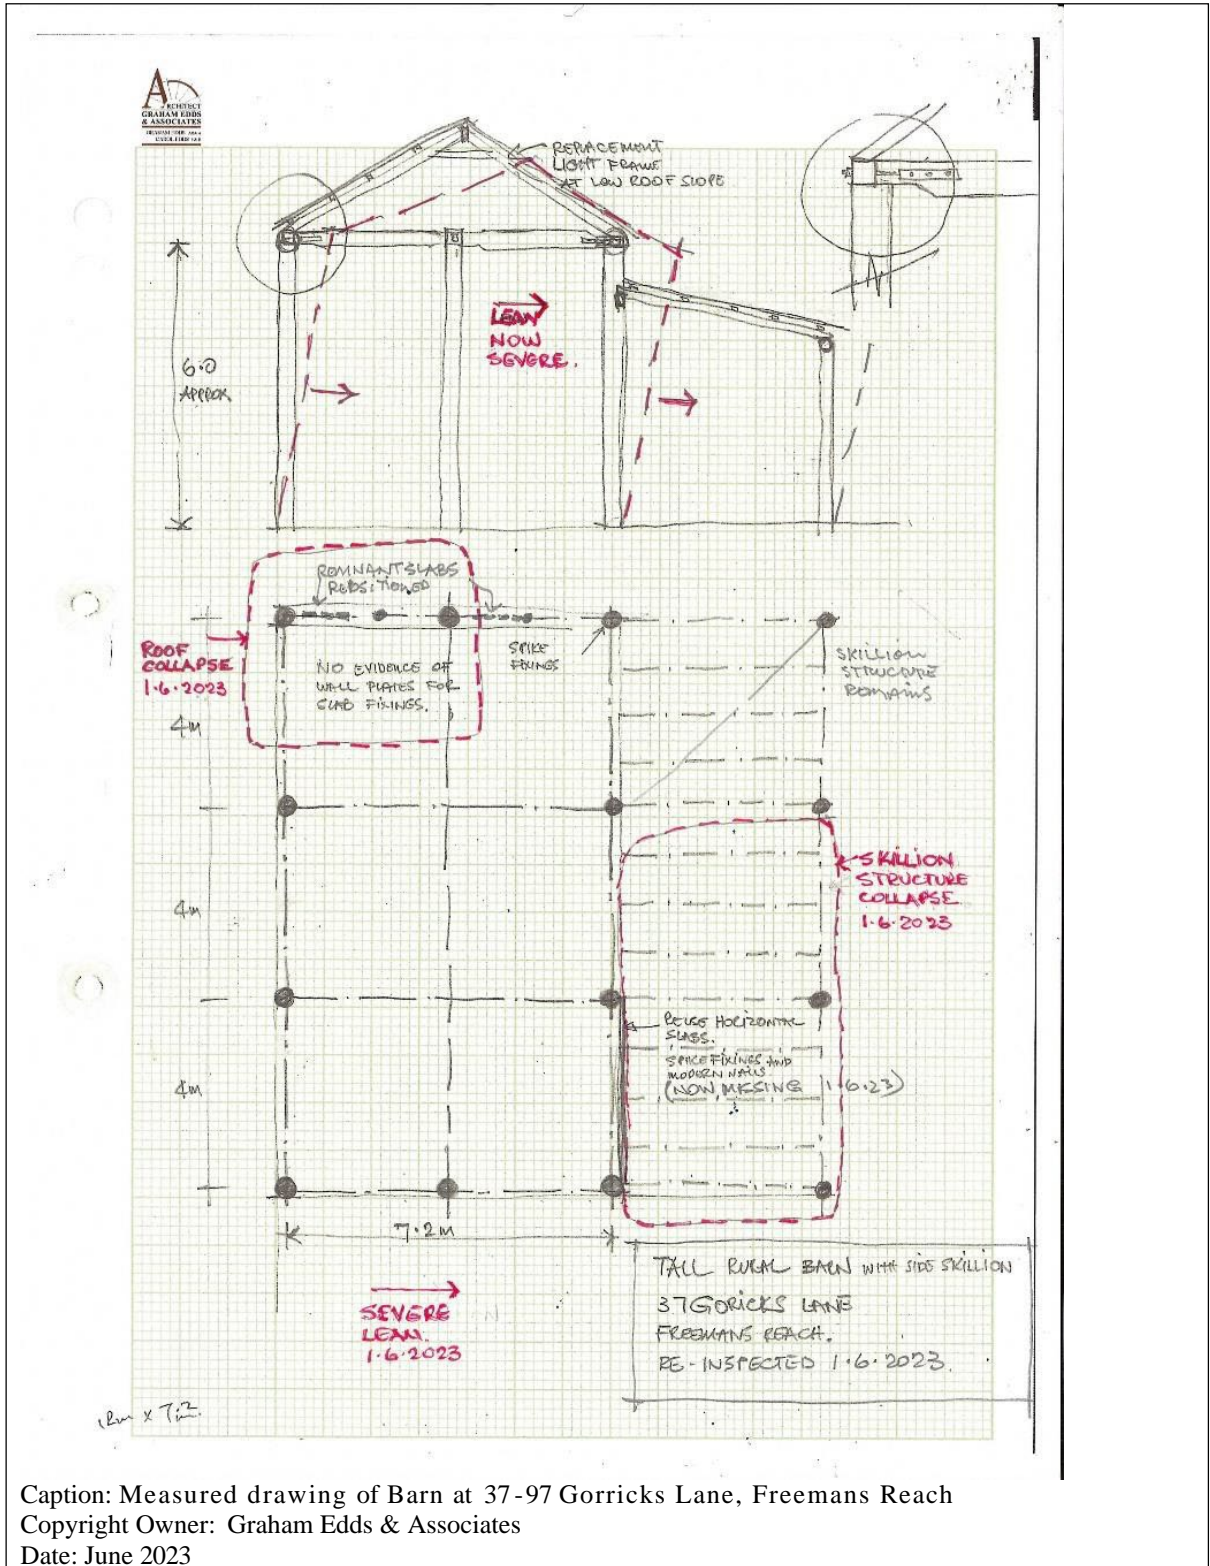 ARCHITECT
GRAHAM EDDS
& ASSOCIATES
REPLACEMENT
LIGHT FRAME
AT LOW ROOF SLOPE
LEAN
NOW
SEVERE.
6.0
APPROX
REMNANT SLABS
REPOSITIONED
ROOF
COLLAPSE
1.6.2023
NO EVIDENCE OF
WALL PLATES FOR
SLAB FIXINGS.
SPIKE
FIXINGS
SKILLION
STRUCTURE
REMAINS
4m
4m
SKILLION
STRUCTURE
COLLAPSE
1.6.2023
REUSE HORIZONTAL
SLABS.
SPIKE FIXINGS AND
MODERN NAILS
(NOW MISSING 1.6.23)
4m
7.2M
SEVERE
LEAN.
1.6.2023
TALL RURAL BARN WITH SIDE SKILLION
37 GORICKS LANE
FREEMANS REACH.
RE-INSPECTED 1.6.2023.
12m x 7.2m
Caption: Measured drawing of Barn at 37-97 Gorricks Lane, Freemans Reach
Copyright Owner: Graham Edds & Associates
Date: June 2023